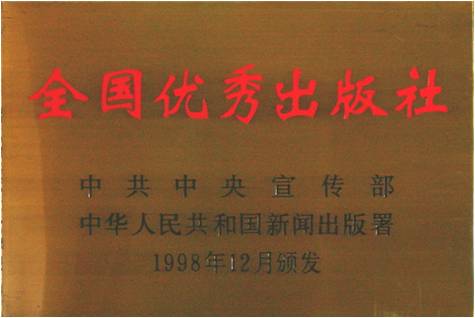 全国优秀出版社
中共中央宣传部
中华人民共和国新闻出版署
1998年12月颁发